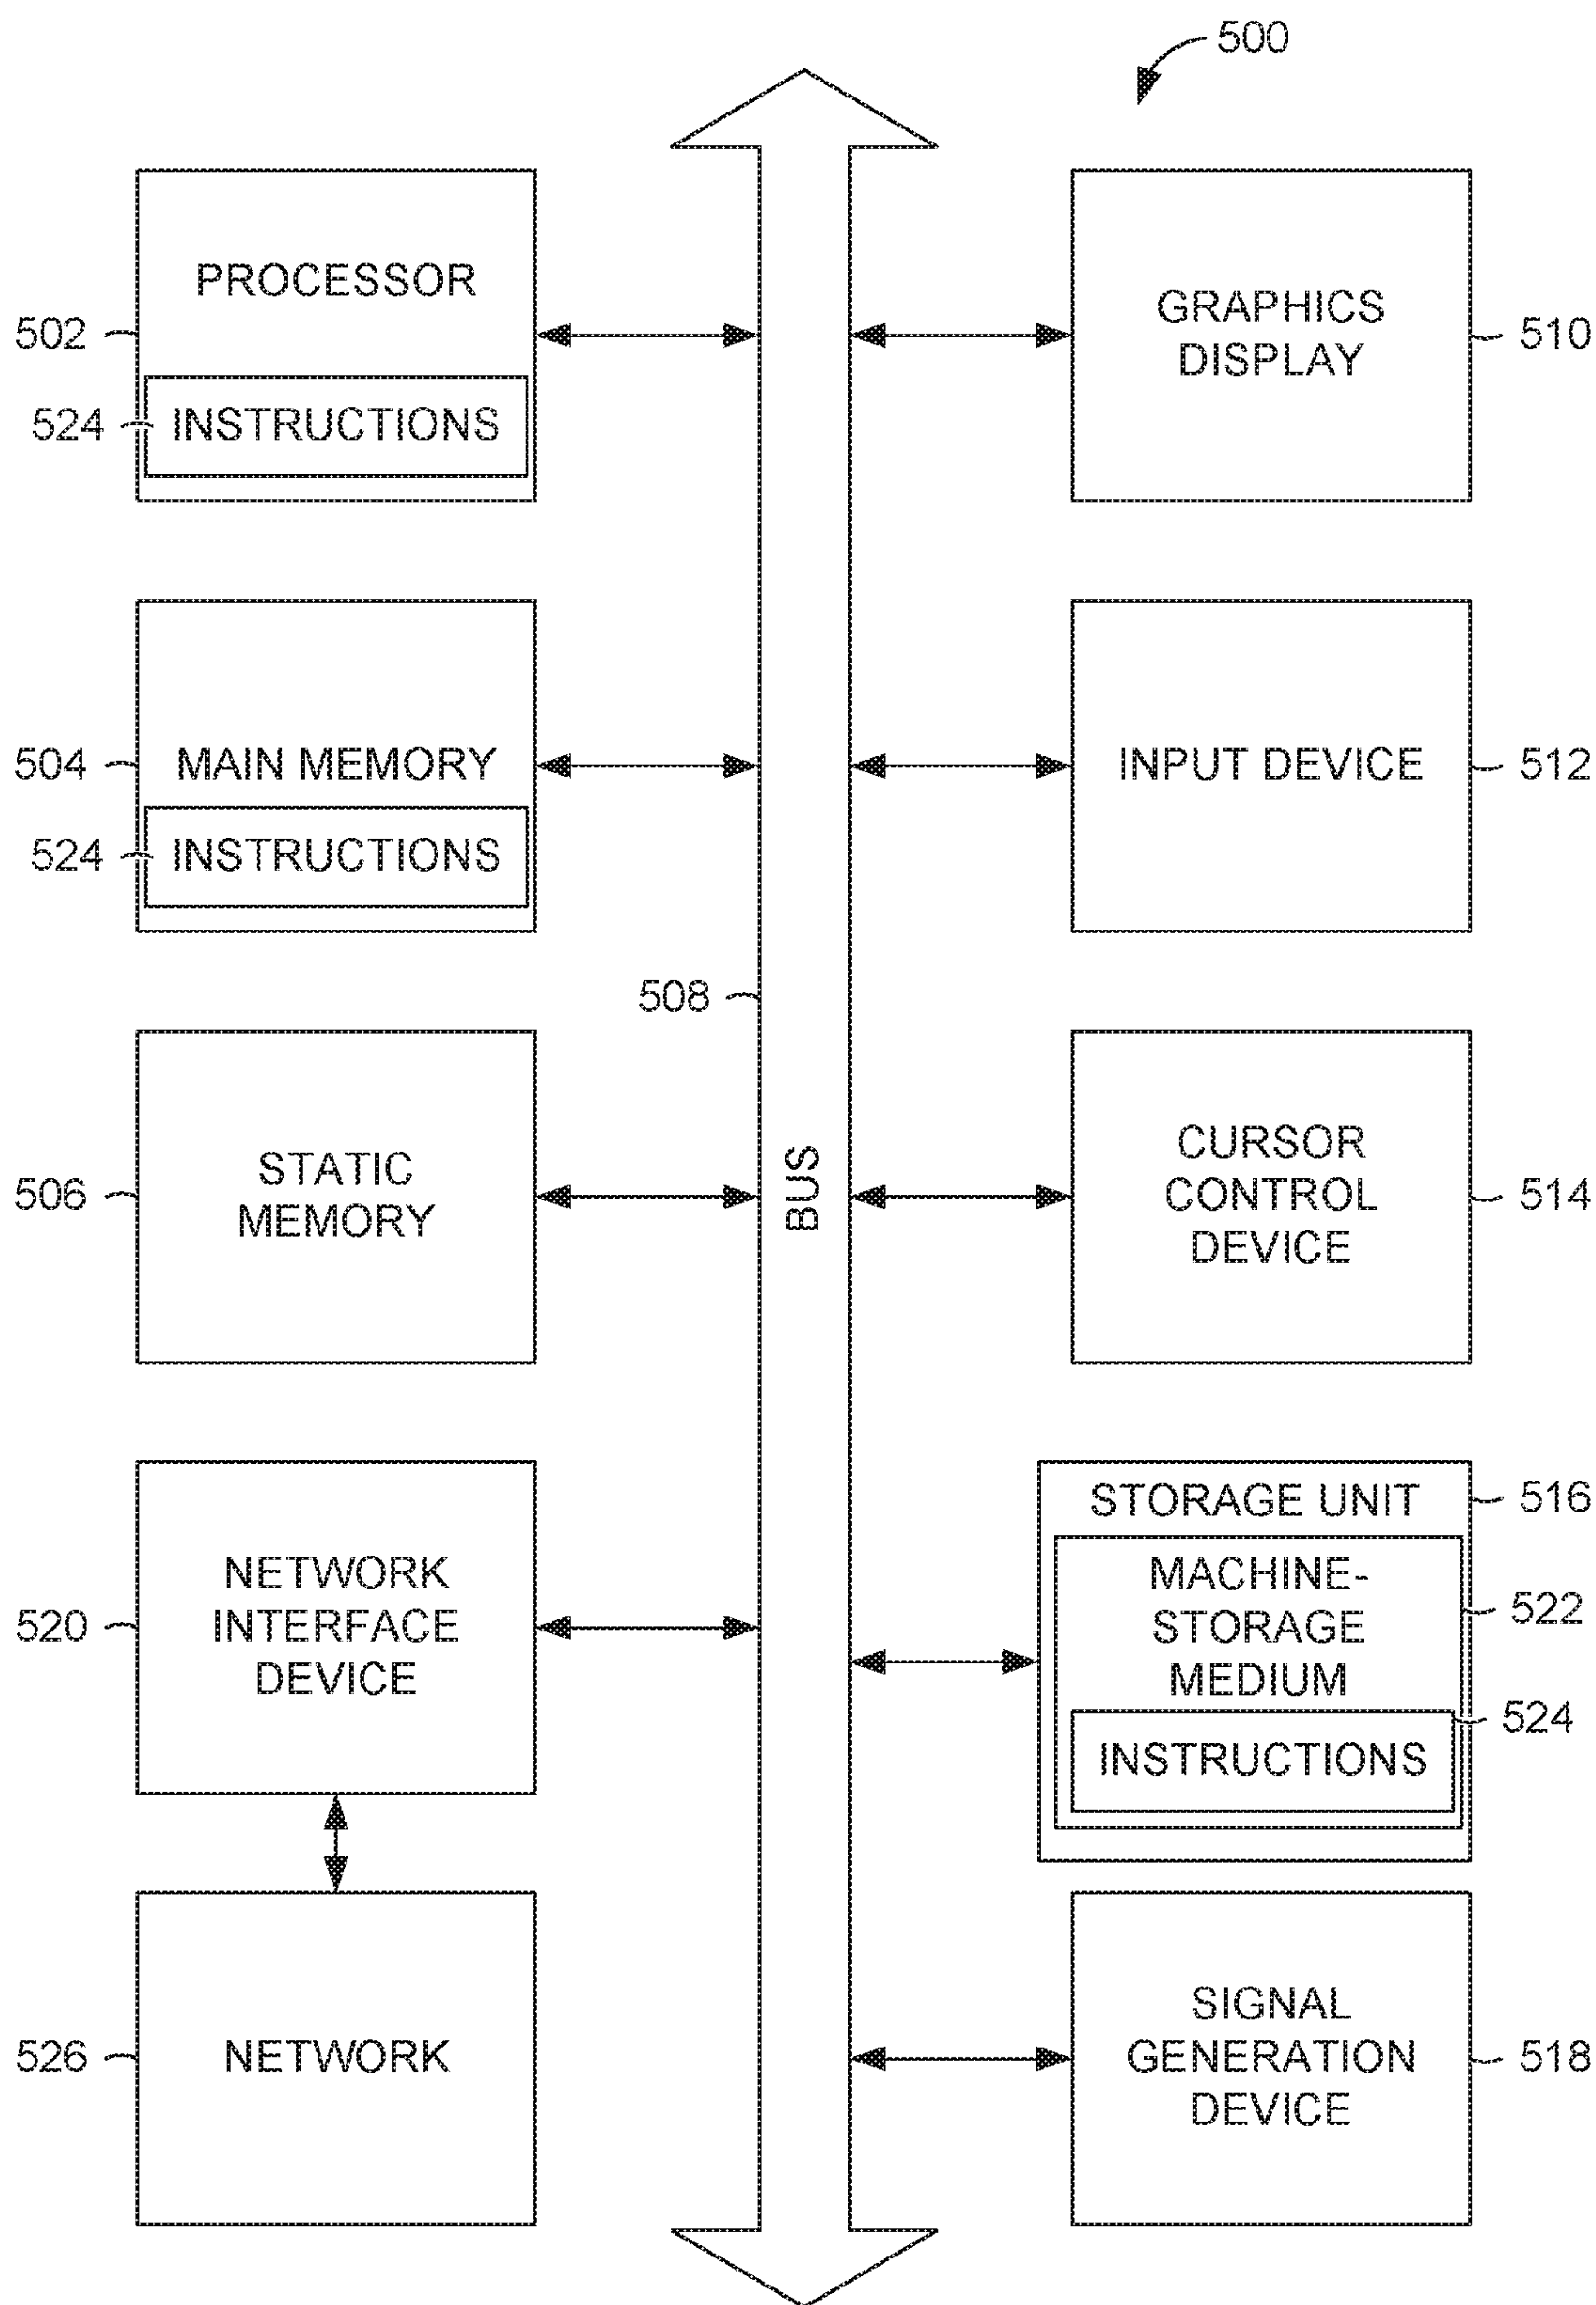 500
PROCESSOR
502
524
INSTRUCTIONS
GRAPHICS
DISPLAY
510
504
MAIN MEMORY
524
INSTRUCTIONS
INPUT DEVICE
512
508
BUS
506
STATIC
MEMORY
CURSOR
CONTROL
DEVICE
514
520
NETWORK
INTERFACE
DEVICE
STORAGE UNIT
516
MACHINE-
STORAGE
MEDIUM
522
524
INSTRUCTIONS
526
NETWORK
SIGNAL
GENERATION
DEVICE
518